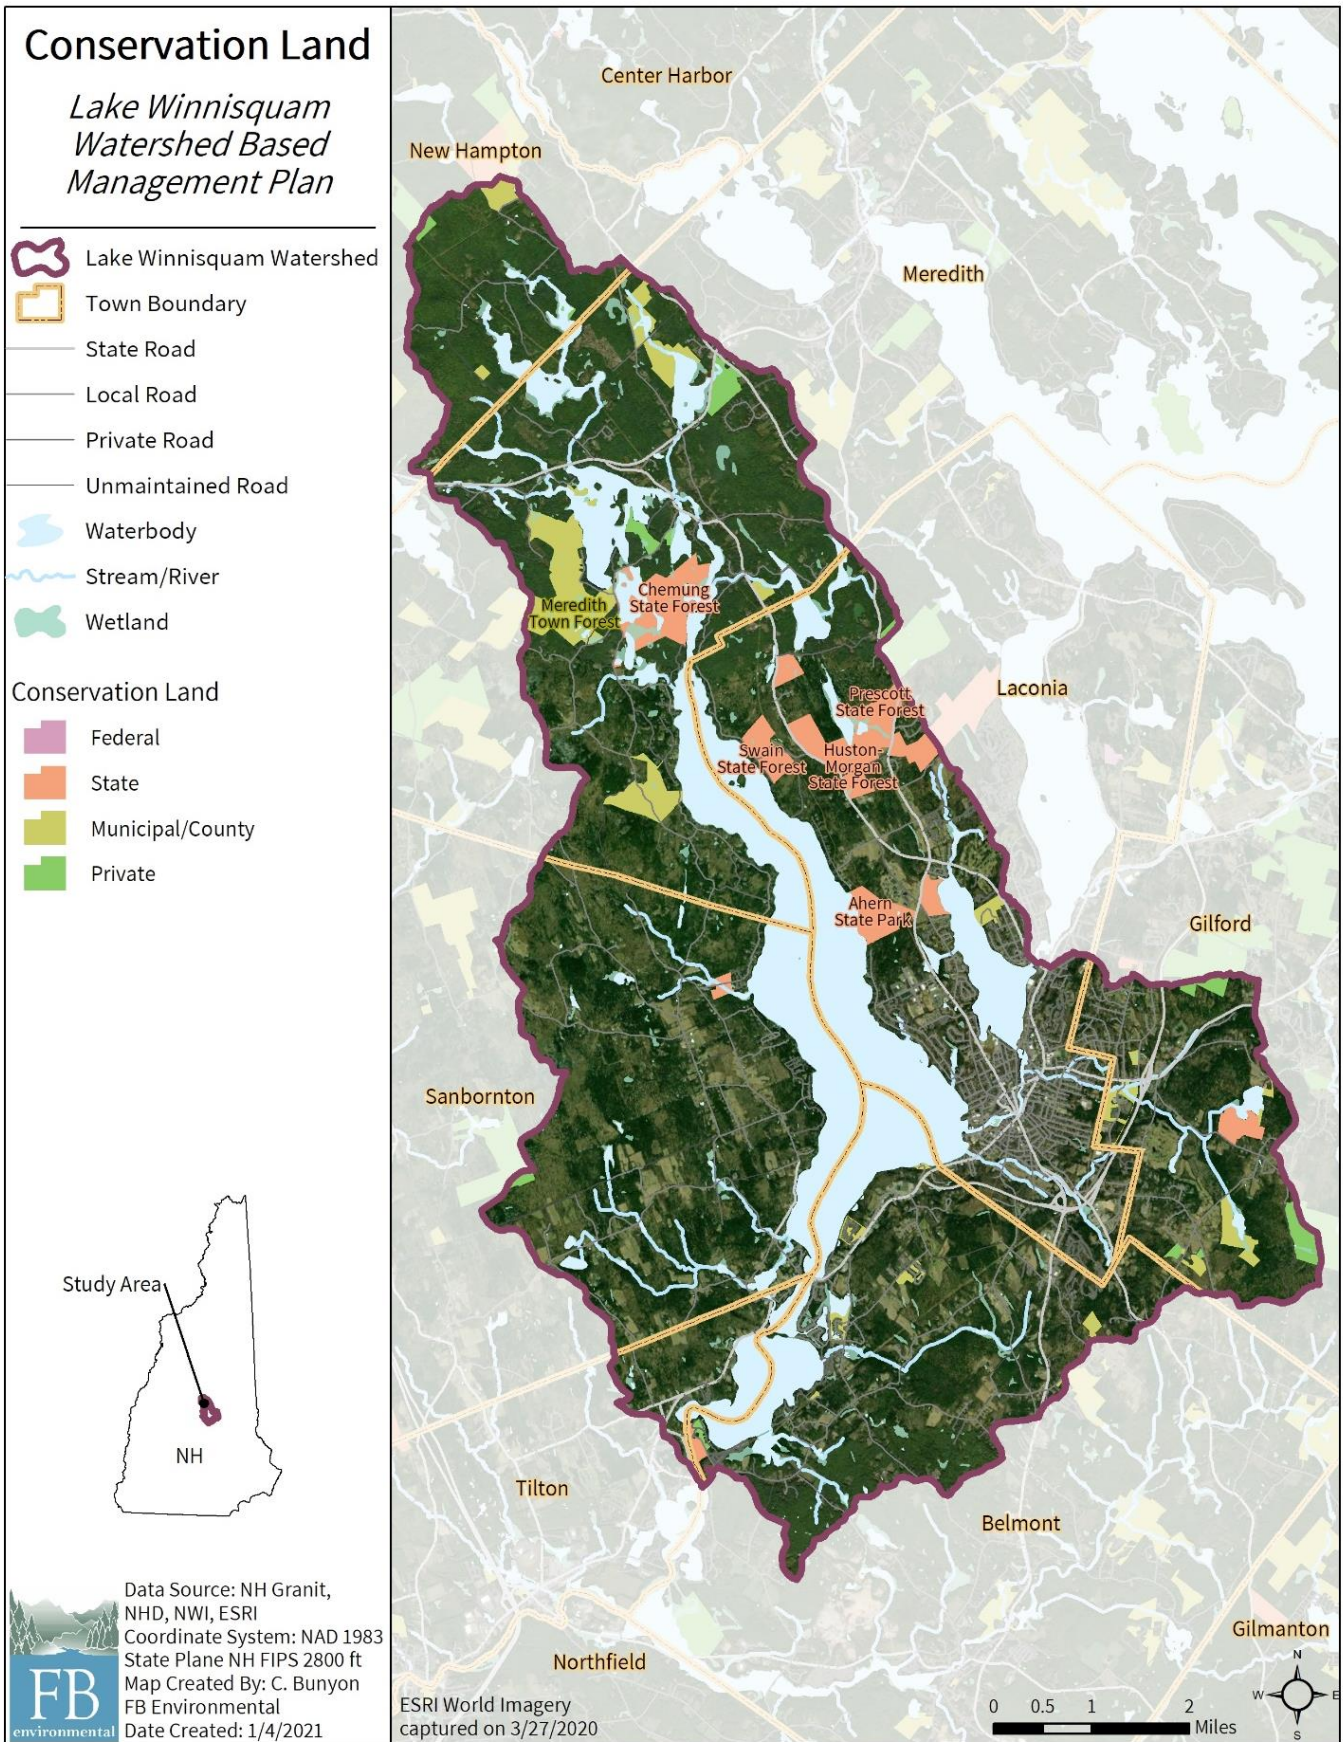 Conservation Land
Lake Winnisquam
Watershed Based
Management Plan
Lake Winnisquam Watershed
Town Boundary
State Road
Local Road
Private Road
Unmaintained Road
Waterbody
Stream/River
Wetland
Conservation Land
Federal
State
Municipal/County
Private
Study Area
NH
FB
environmental
Data Source: NH Granit,
NHD, NWI, ESRI
Coordinate System: NAD 1983
State Plane NH FIPS 2800 ft
Map Created By: C. Bunyon
FB Environmental
Date Created: 1/4/2021
Center Harbor
New Hampton
Meredith
Chemung
State Forest
Meredith
Town Forest
Laconia
Prescott
State Forest
Swain
State Forest
Huston-
Morgan
State Forest
Ahern
State Park
Gilford
Sanbornton
Tilton
Belmont
Gilmanton
Northfield
ESRI World Imagery
captured on 3/27/2020
0 0.5 1 2
Miles
N
W E
S